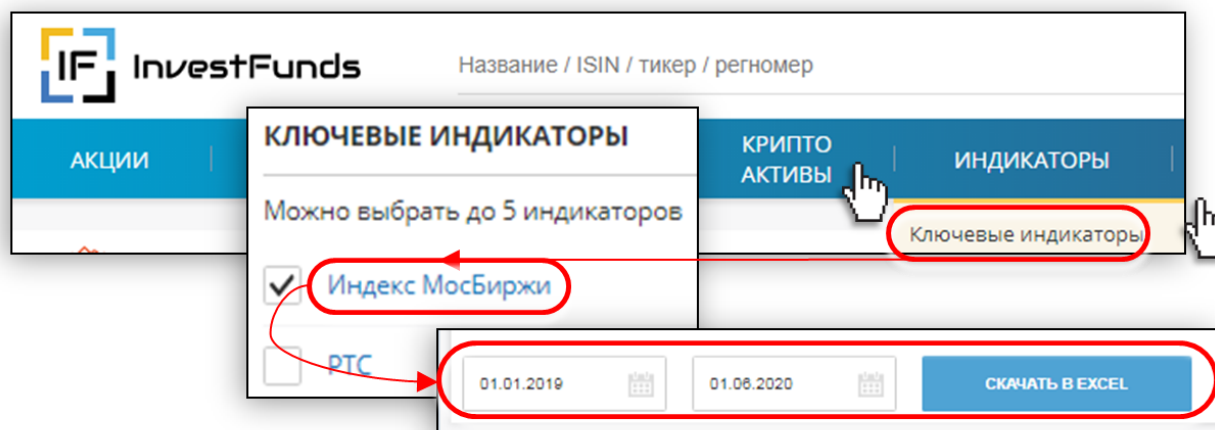 IF InvestFunds
Название / ISIN / тикер / регномер
АКЦИИ
КРИПТО
АКТИВЫ
ИНДИКАТОРЫ
Ключевые индикаторы
КЛЮЧЕВЫЕ ИНДИКАТОРЫ
Можно выбрать до 5 индикаторов
Индекс МосБиржи
РТС
01.01.2019
01.06.2020
СКАЧАТЬ В EXCEL